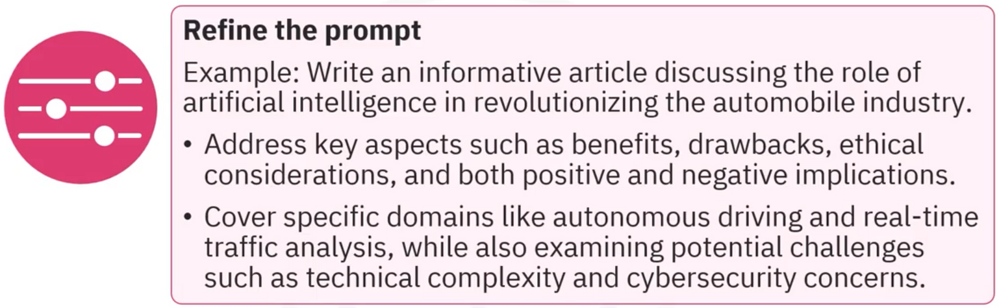 Refine the prompt
Example: Write an informative article discussing the role of
artificial intelligence in revolutionizing the automobile industry.
• Address key aspects such as benefits, drawbacks, ethical
considerations, and both positive and negative implications.
• Cover specific domains like autonomous driving and real-time
traffic analysis, while also examining potential challenges
such as technical complexity and cybersecurity concerns.